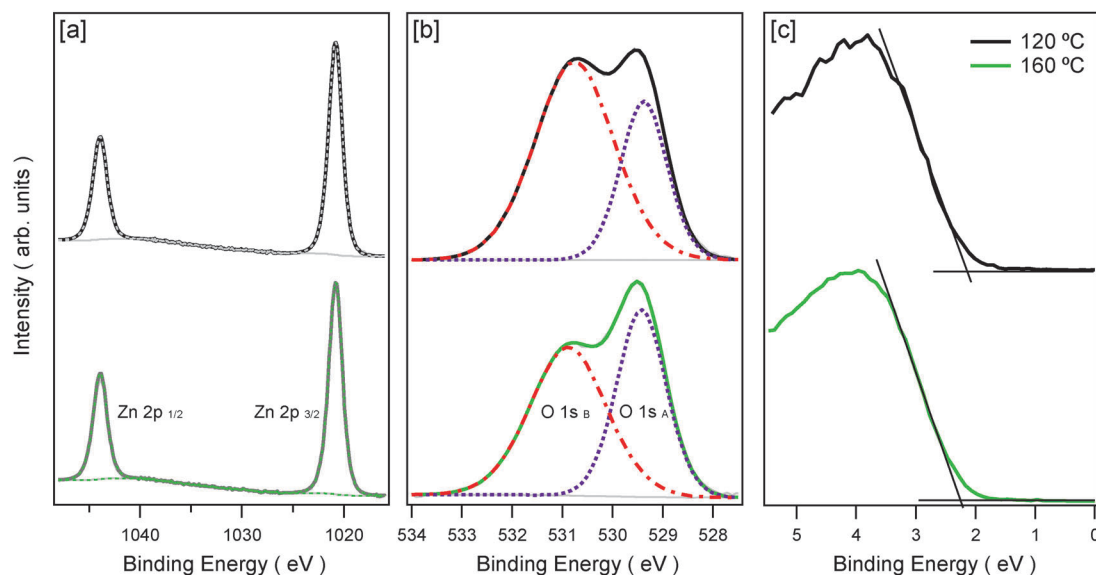 [a]
[b]
[c]
120 ºC
160 ºC
Intensity ( arb. units )
Zn 2p 1/2
Zn 2p 3/2
O 1s B
O 1s A
1040
1030
1020
534
533
532
531
530
529
528
5
4
3
2
1
0
Binding Energy ( eV )
Binding Energy ( eV )
Binding Energy ( eV )